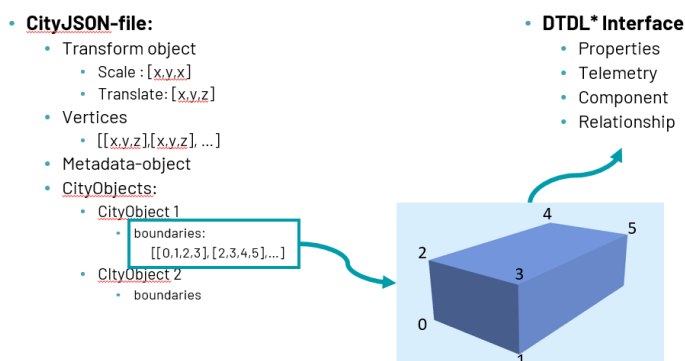 CityJSON-file:
Transform object
Scale : [x,y,x]
Translate: [x,y,z]
Vertices
[[x,y,z],[x,y,z], ...]
Metadata-object
CityObjects:
CityObject 1
boundaries:
[[0,1,2,3], [2,3,4,5],...]
CItyObject 2
boundaries
DTDL* Interface
Properties
Telemetry
Component
Relationship
4
5
2
3
0
1